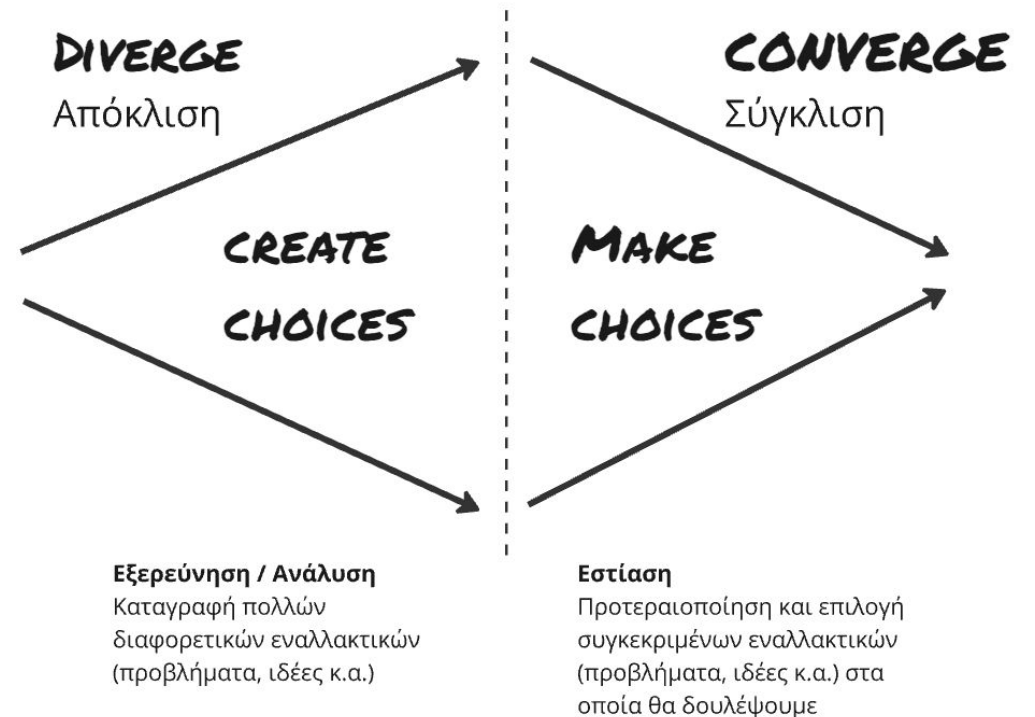 DIVERGE
Απόκλιση
CREATE
CHOICES
Εξερεύνηση / Ανάλυση
Καταγραφή πολλών
διαφορετικών εναλλακτικών
(προβλήματα, ιδέες κ.α.)
CONVERGE
Σύγκλιση
MAKE
CHOICES
Εστίαση
Προτεραιοποίηση και επιλογή
συγκεκριμένων εναλλακτικών
(προβλήματα, ιδέες κ.α.) στα
οποία θα δουλέψουμε